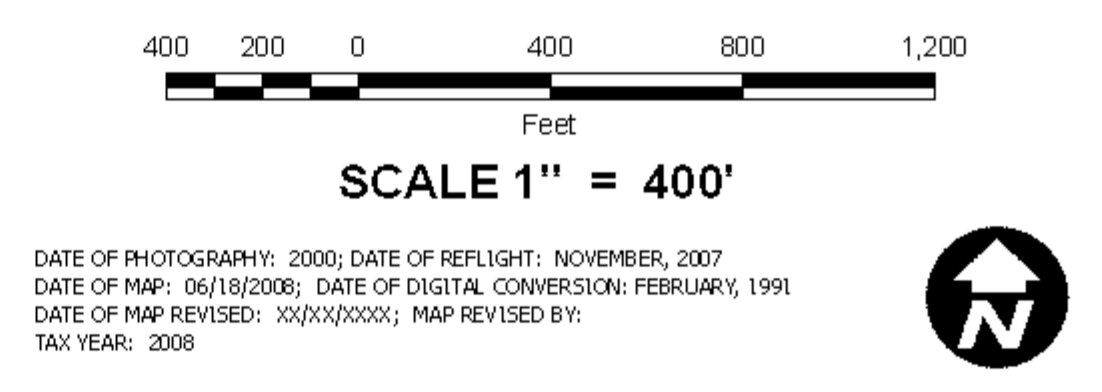 400 200 0 400 800 1,200
Feet
SCALE 1" = 400'
DATE OF PHOTOGRAPHY: 2000; DATE OF REFLIGHT: NOVEMBER, 2007
DATE OF MAP: 06/18/2008; DATE OF DIGITAL CONVERSION: FEBRUARY, 1991
DATE OF MAP REVISED: XX/XX/XXXX; MAP REVISED BY:
TAX YEAR: 2008
N